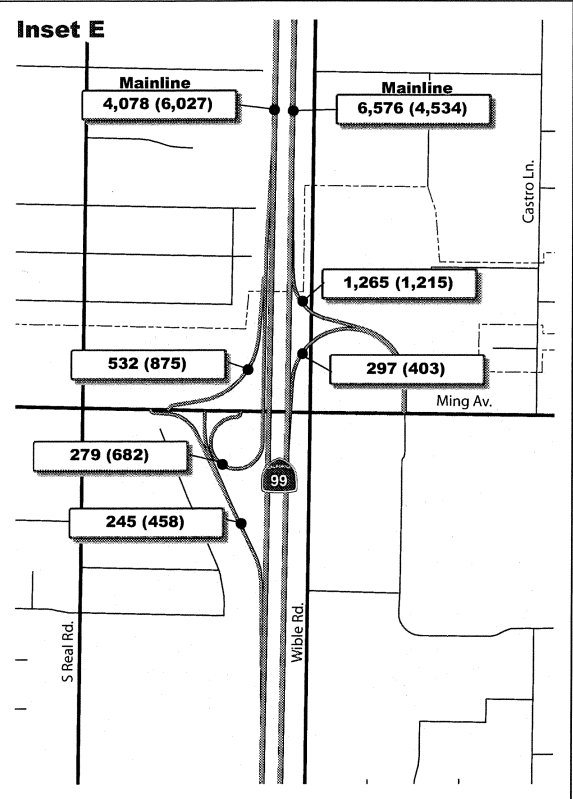 Inset E
Mainline
4,078 (6,027)
Mainline
6,576 (4,534)
Castro Ln.
1,265 (1,215)
532 (875)
297 (403)
Ming Av.
279 (682)
99
245 (458)
S Real Rd.
Wible Rd.